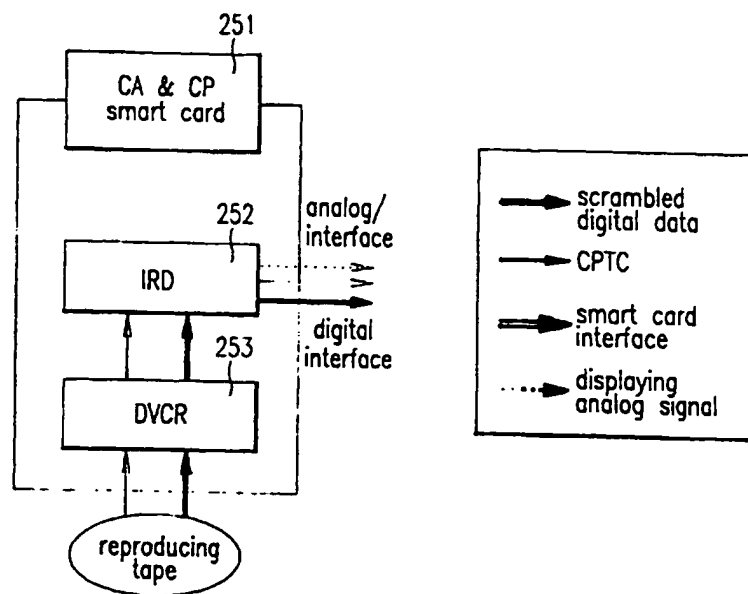 251
CA & CP
smart card
252
analog/
interface
IRD
digital
interface
253
DVCR
reproducing
tape
scrambled
digital data
CPTC
smart card
interface
displaying
analog signal